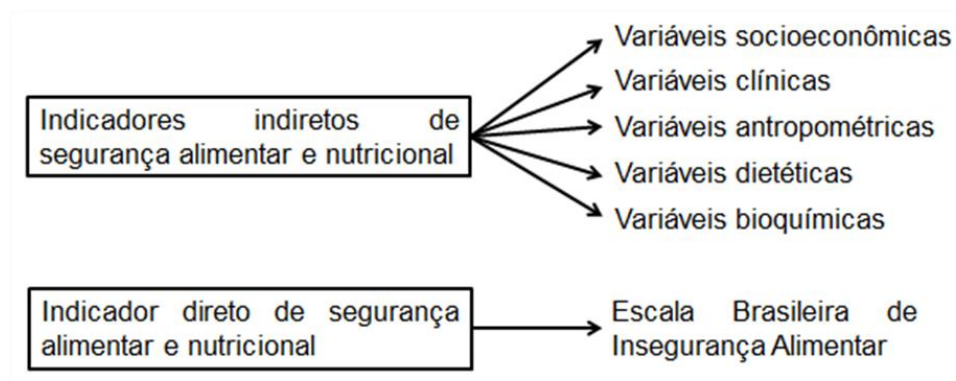 Variáveis socioeconômicas
Variáveis clínicas
Indicadores indiretos de
segurança alimentar e nutricional
Variáveis antropométricas
Variáveis dietéticas
Variáveis bioquímicas
Indicador direto de segurança
alimentar e nutricional
Escala Brasileira de
Insegurança Alimentar